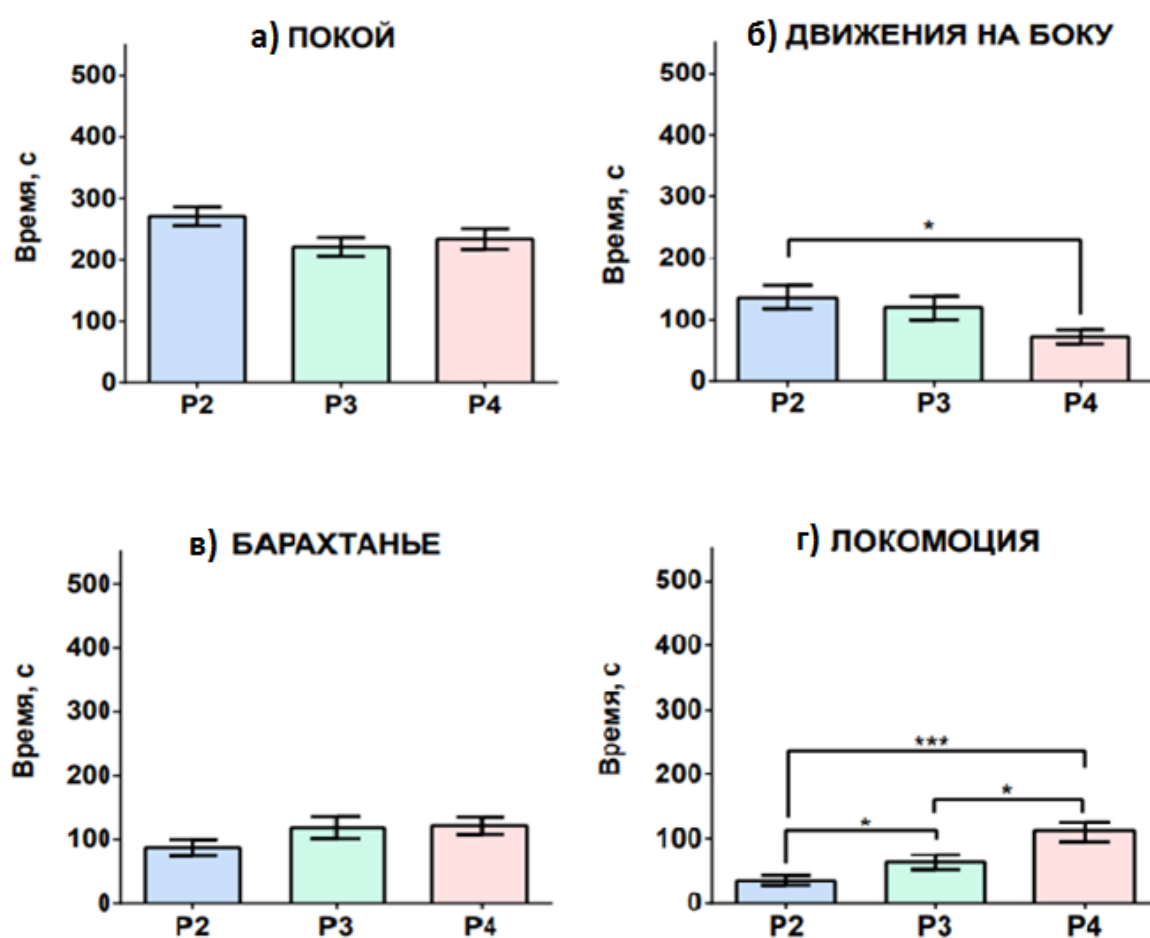 а) ПОКОЙ
Время, с
500
400
300
200
100
0
P2 P3 P4
б) ДВИЖЕНИЯ НА БОКУ
Время, с
500
400
300
200
100
0
*
P2 P3 P4
в) БАРАХТАНЬЕ
Время, с
500
400
300
200
100
0
P2 P3 P4
г) ЛОКОМОЦИЯ
Время, с
500
400
300
200
100
0
***
*
*
P2 P3 P4